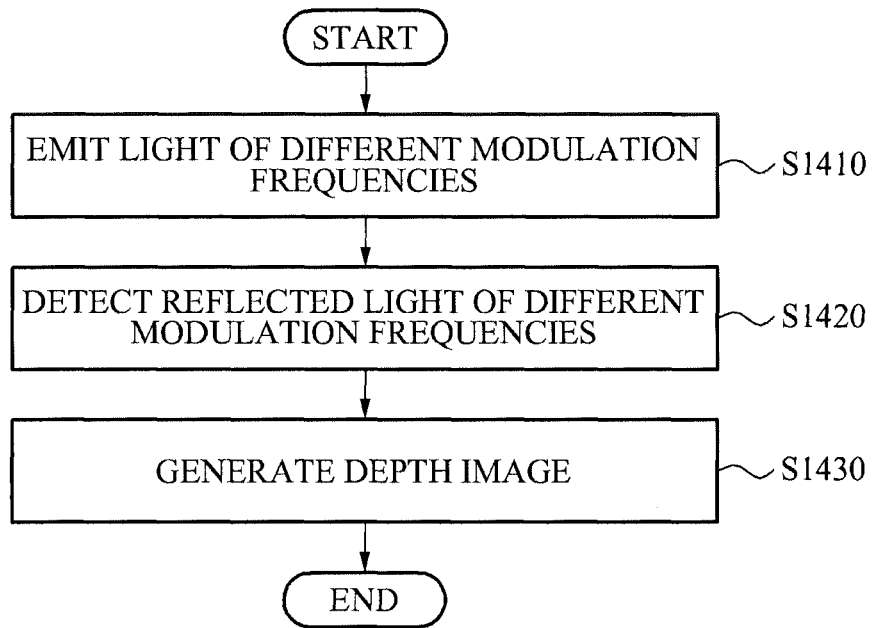 START
EMIT LIGHT OF DIFFERENT MODULATION
FREQUENCIES
S1410
DETECT REFLECTED LIGHT OF DIFFERENT
MODULATION FREQUENCIES
S1420
GENERATE DEPTH IMAGE
S1430
END